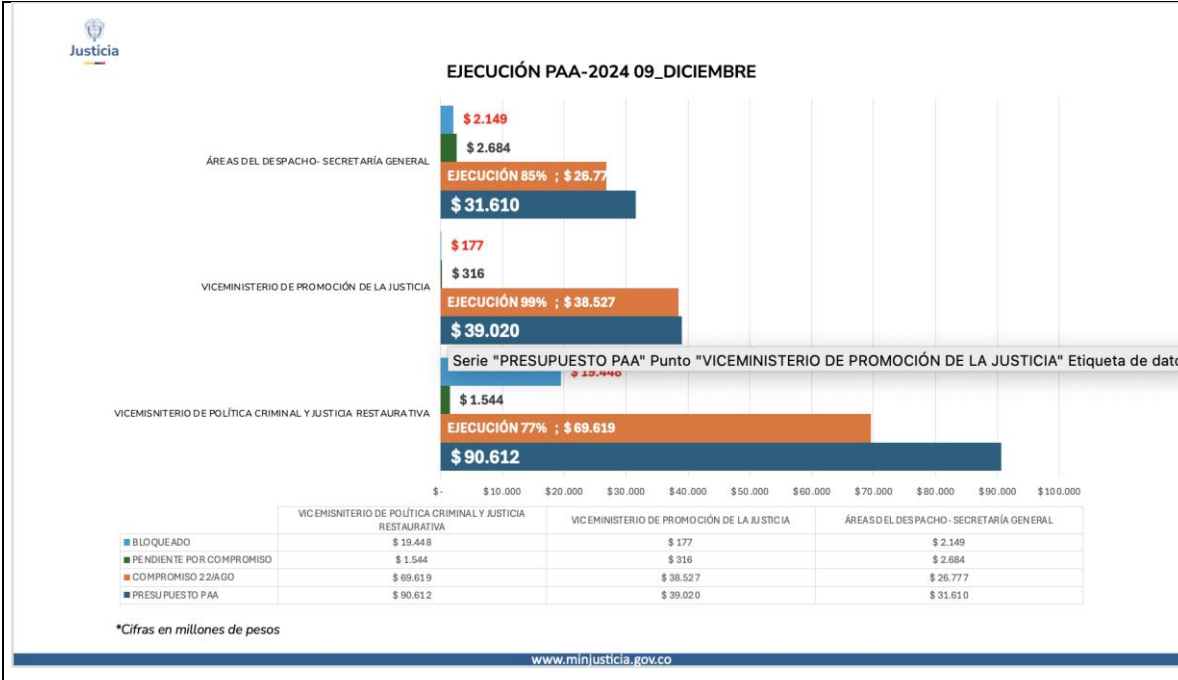 Justicia
EJECUCIÓN PAA-2024 09_DICIEMBRE
ÁREAS DEL DESPACHO- SECRETARÍA GENERAL
$ 2.149
$ 2.684
EJECUCIÓN 85% ; $ 26.77
$ 31.610
VICEMINISTERIO DE PROMOCIÓN DE LA JUSTICIA
$ 177
$ 316
EJECUCIÓN 99% ; $ 38.527
$ 39.020
Serie "PRESUPUESTO PAA" Punto "VICEMINISTERIO DE PROMOCIÓN DE LA JUSTICIA" Etiqueta de dato
VICEMISNITERIO DE POLÍTICA CRIMINAL Y JUSTICIA RESTAURATIVA
$ 19.448
$ 1.544
EJECUCIÓN 77% ; $ 69.619
$ 90.612
$- $10.000 $20.000 $30.000 $40.000 $50.000 $60.000 $70.000 $80.000 $90.000 $100.000
VICEMISNITERIO DE POLÍTICA CRIMINAL Y JUSTICIA
RESTAURATIVA
VICEMINISTERIO DE PROMOCIÓN DE LA JUSTICIA
ÁREAS DEL DESPACHO- SECRETARÍA GENERAL
BLOQUEADO $ 19.448 $ 177 $ 2.149
PENDIENTE POR COMPROMISO $ 1.544 $ 316 $ 2.684
COMPROMISO 22/AGO $ 69.619 $ 38.527 $ 26.777
PRESUPUESTO PAA $ 90.612 $ 39.020 $ 31.610
*Cifras en millones de pesos
www.minjusticia.gov.co